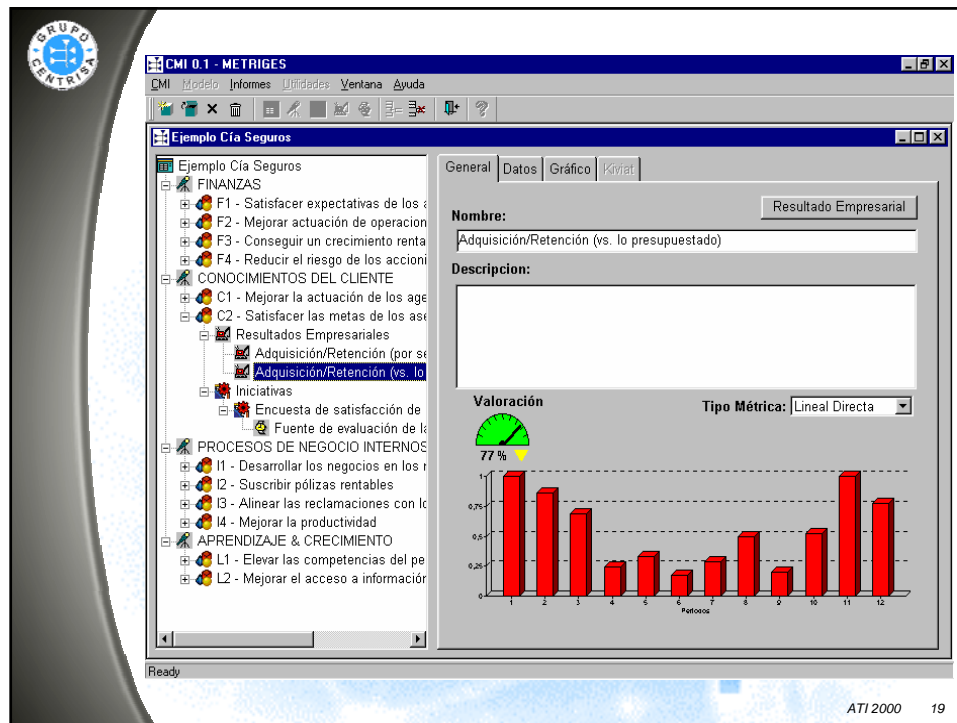 GRUPO
CENTRISA
CMI 0.1 - METRIGES
CMI Modelo Informes Utilidades Ventana Ayuda
Ejemplo Cía Seguros
Ejemplo Cía Seguros
FINANZAS
F1 - Satisfacer expectativas de los a
F2 - Mejorar actuación de operacion
F3 - Conseguir un crecimiento renta
F4 - Reducir el riesgo de los accioni
CONOCIMIENTOS DEL CLIENTE
C1 - Mejorar la actuación de los age
C2 - Satisfacer las metas de los ase
Resultados Empresariales
Adquisición/Retención (por se
Adquisición/Retención (vs. lo
Iniciativas
Encuesta de satisfacción de
Fuente de evaluación de la
PROCESOS DE NEGOCIO INTERNOS
I1 - Desarrollar los negocios en los r
I2 - Suscribir pólizas rentables
I3 - Alinear las reclamaciones con lo
I4 - Mejorar la productividad
APRENDIZAJE & CRECIMIENTO
L1 - Elevar las competencias del pe
L2 - Mejorar el acceso a información
General Datos Gráfico Kiviat
Resultado Empresarial
Nombre:
Adquisición/Retención (vs. lo presupuestado)
Descripcion:
Valoración
Tipo Métrica: Lineal Directa
77 %
1
0,75
0,5
0,25
0
1 2 3 4 5 6 7 8 9 10 11 12
Periodos
Ready
ATI 2000 19